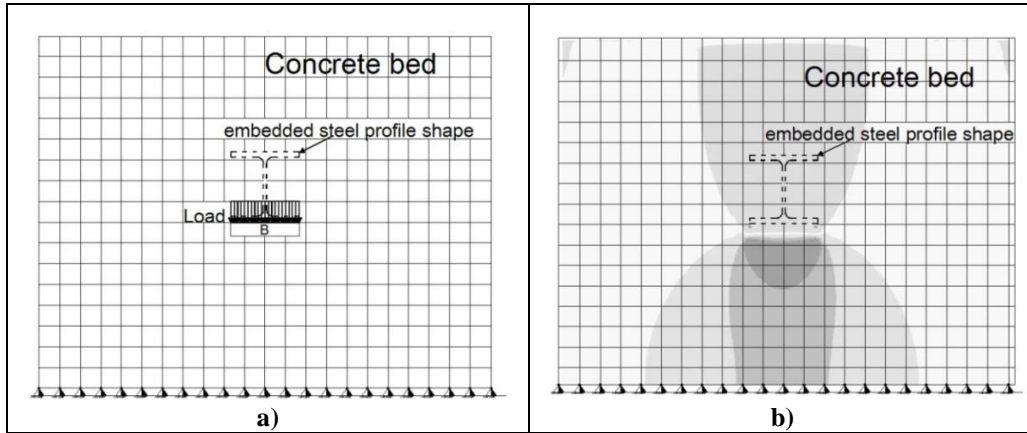 Concrete bed
embedded steel profile shape
Load
B
a)
Concrete bed
embedded steel profile shape
b)